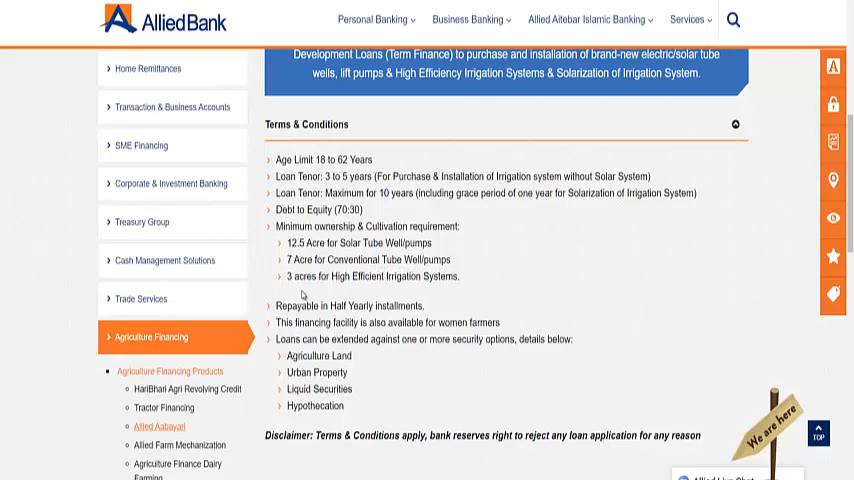 Allied Bank
Personal Banking
Business Banking
Allied Aitebar Islamic Banking
Services
Development Loans (Term Finance) to purchase and installation of brand-new electric/solar tube
wells, lift pumps & High Efficiency Irrigation Systems & Solarization of Irrigation System.
Home Remittances
Transaction & Business Accounts
SME Financing
Corporate & Investment Banking
Treasury Group
Cash Management Solutions
Trade Services
Agriculture Financing
Agriculture Financing Products
HariBhari Agri Revolving Credit
Tractor Financing
Allied Aabayari
Allied Farm Mechanization
Agriculture Finance Dairy
Farming
Terms & Conditions
Age Limit 18 to 62 Years
Loan Tenor: 3 to 5 years (For Purchase & Installation of Irrigation system without Solar System)
Loan Tenor: Maximum for 10 years (including grace period of one year for Solarization of Irrigation System)
Debt to Equity (70:30)
Minimum ownership & Cultivation requirement:
12.5 Acre for Solar Tube Well/pumps
7 Acre for Conventional Tube Well/pumps
3 acres for High Efficient Irrigation Systems.
Repayable in Half Yearly installments.
This financing facility is also available for women farmers
Loans can be extended against one or more security options, details below:
Agriculture Land
Urban Property
Liquid Securities
Hypothecation
Disclaimer: Terms & Conditions apply, bank reserves right to reject any loan application for any reason
We are here
TOP
Allied Live Chat